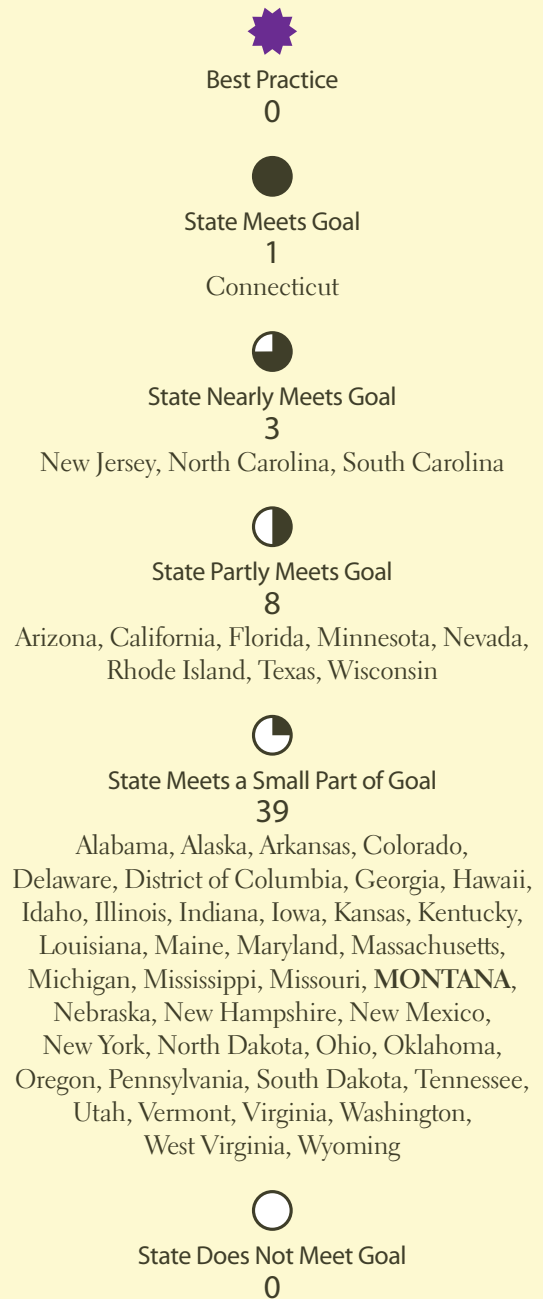 Best Practice
0
State Meets Goal
1
Connecticut
State Nearly Meets Goal
3
New Jersey, North Carolina, South Carolina
State Partly Meets Goal
8
Arizona, California, Florida, Minnesota, Nevada,
Rhode Island, Texas, Wisconsin
State Meets a Small Part of Goal
39
Alabama, Alaska, Arkansas, Colorado,
Delaware, District of Columbia, Georgia, Hawaii,
Idaho, Illinois, Indiana, Iowa, Kansas, Kentucky,
Louisiana, Maine, Maryland, Massachusetts,
Michigan, Mississippi, Missouri, MONTANA,
Nebraska, New Hampshire, New Mexico,
New York, North Dakota, Ohio, Oklahoma,
Oregon, Pennsylvania, South Dakota, Tennessee,
Utah, Vermont, Virginia, Washington,
West Virginia, Wyoming
State Does Not Meet Goal
0